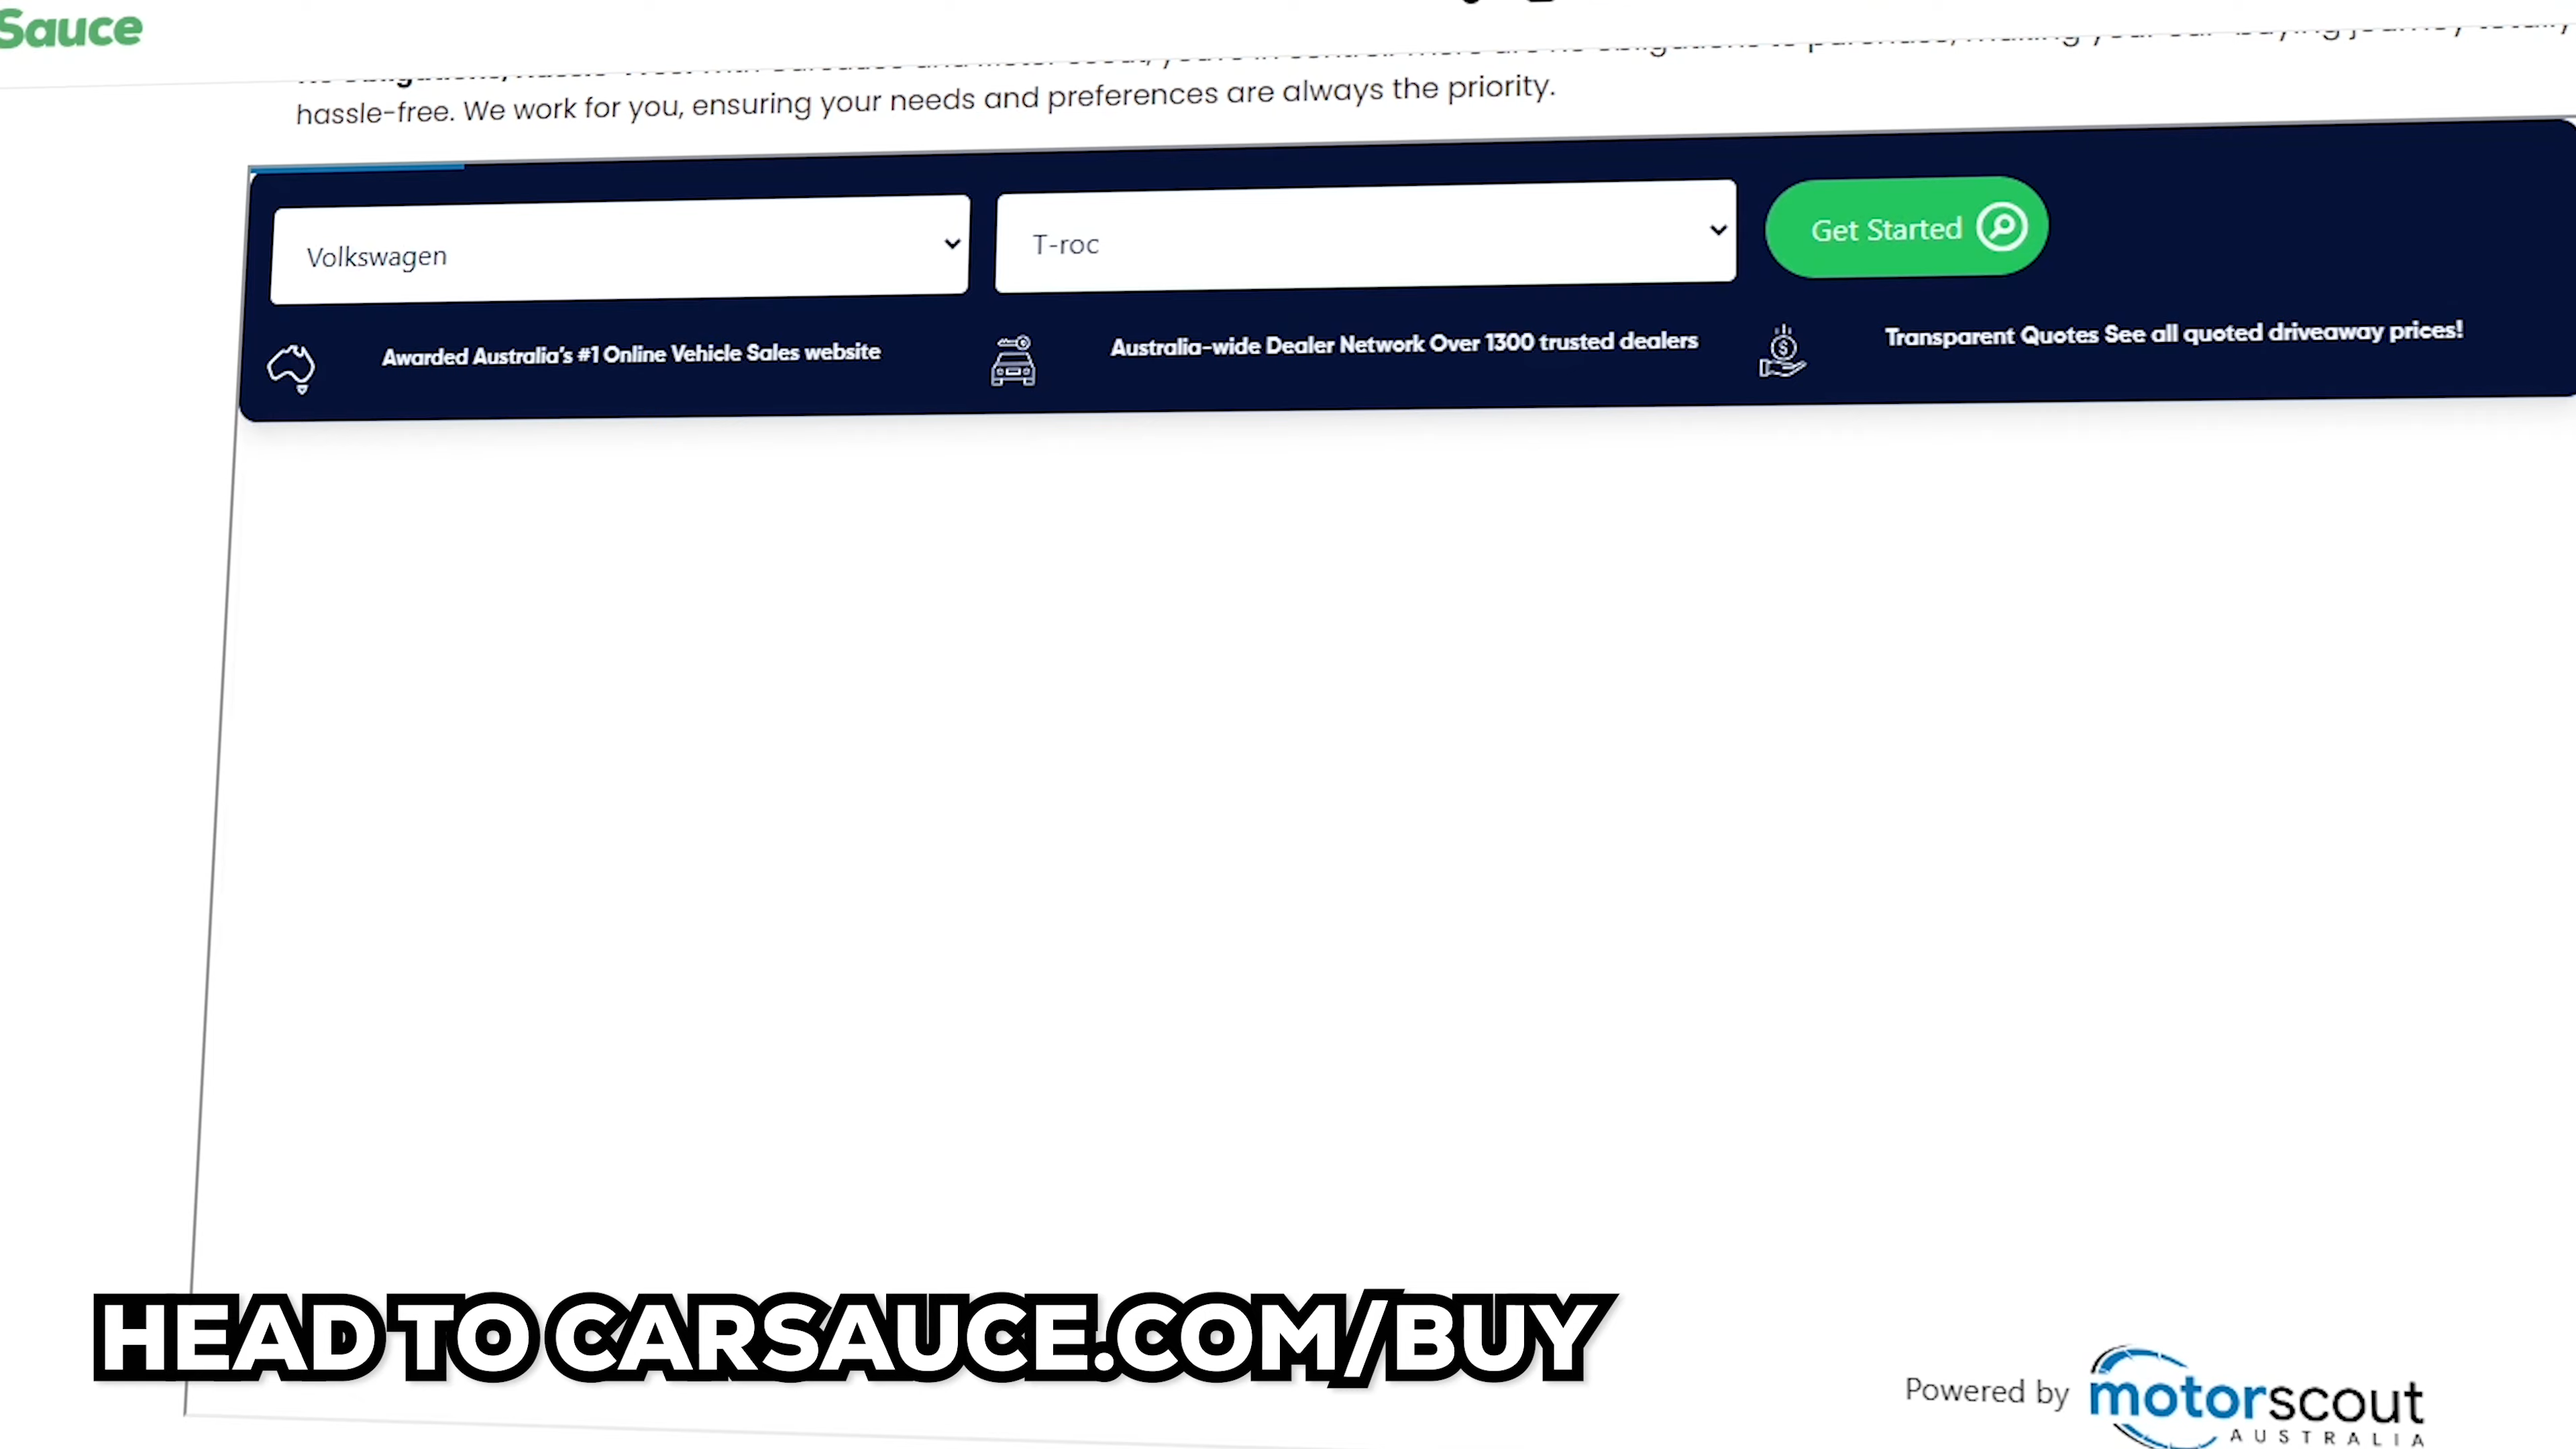 Sauce
hassle-free. We work for you, ensuring your needs and preferences are always the priority.
Volkswagen
T-roc
Get Started
Awarded Australia's #1 Online Vehicle Sales website
Australia-wide Dealer Network Over 1300 trusted dealers
Transparent Quotes See all quoted driveaway prices!
HEAD TO CARSAUCE.COM/BUY
Powered by
motorscout
AUSTRALIA